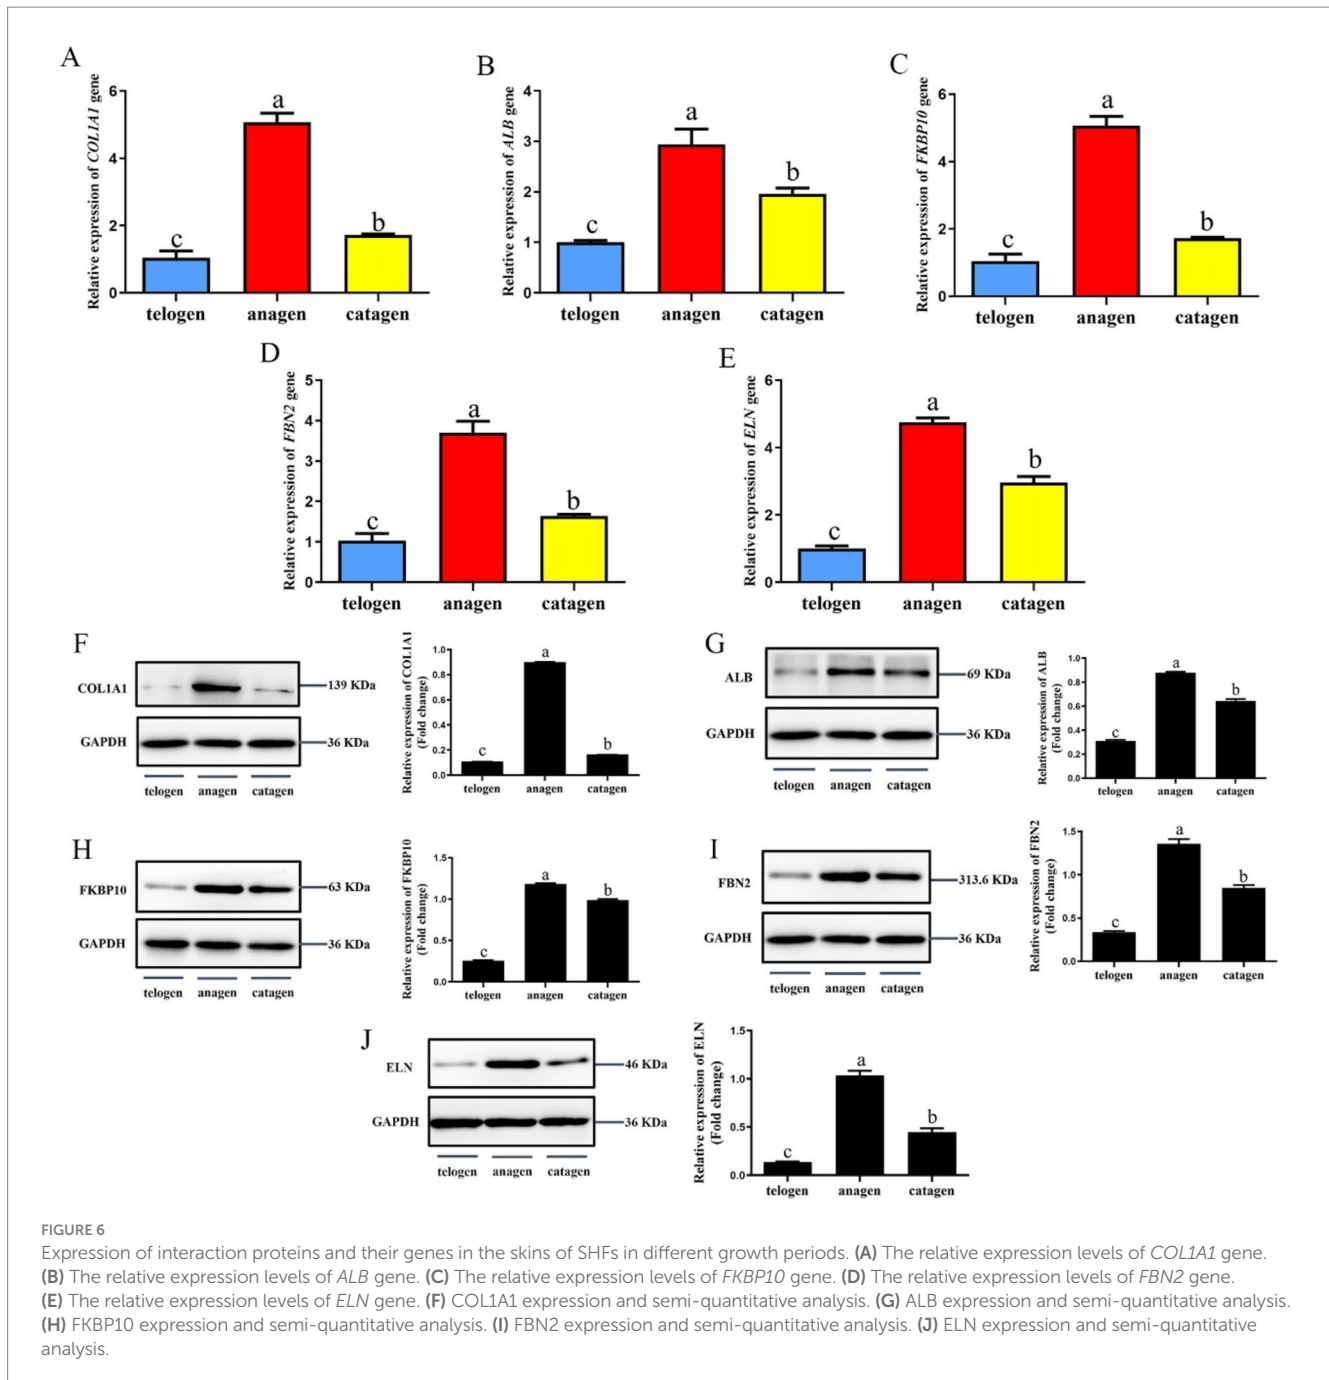 A
Relative expression of COL1A1 gene
6
4
2
0
c
a
b
telogen anagen catagen
B
Relative expression of ALB gene
4
3
2
1
0
c
a
b
telogen anagen catagen
C
Relative expression of FKBP10 gene
6
4
2
0
c
a
b
telogen anagen catagen
D
Relative expression of FBN2 gene
5
4
3
2
1
0
c
a
b
telogen anagen catagen
E
Relative expression of ELN gene
6
4
2
0
c
a
b
telogen anagen catagen
F
COL1A1
139 KDa
GAPDH
36 KDa
telogen anagen catagen
Relative expression of COL1A1
(Fold change)
1.0
0.8
0.6
0.4
0.2
0.0
c
a
b
telogen anagen catagen
G
ALB
69 KDa
GAPDH
36 KDa
telogen anagen catagen
Relative expression of ALB
(Fold change)
1.0
0.8
0.6
0.4
0.2
0.0
c
a
b
telogen anagen catagen
H
FKBP10
63 KDa
GAPDH
36 KDa
telogen anagen catagen
Relative expression of FKBP10
(Fold change)
1.5
1.0
0.5
0.0
c
a
b
telogen anagen catagen
I
FBN2
313.6 KDa
GAPDH
36 KDa
telogen anagen catagen
Relative expression of FBN2
(Fold change)
1.5
1.0
0.5
0.0
c
a
b
telogen anagen catagen
J
ELN
46 KDa
GAPDH
36 KDa
telogen anagen catagen
Relative expression of ELN
(Fold change)
1.5
1.0
0.5
0.0
c
a
b
telogen anagen catagen
FIGURE 6
Expression of interaction proteins and their genes in the skins of SHFs in different growth periods. (A) The relative expression levels of COL1A1 gene.
(B) The relative expression levels of ALB gene. (C) The relative expression levels of FKBP10 gene. (D) The relative expression levels of FBN2 gene.
(E) The relative expression levels of ELN gene. (F) COL1A1 expression and semi-quantitative analysis. (G) ALB expression and semi-quantitative analysis.
(H) FKBP10 expression and semi-quantitative analysis. (I) FBN2 expression and semi-quantitative analysis. (J) ELN expression and semi-quantitative
analysis.